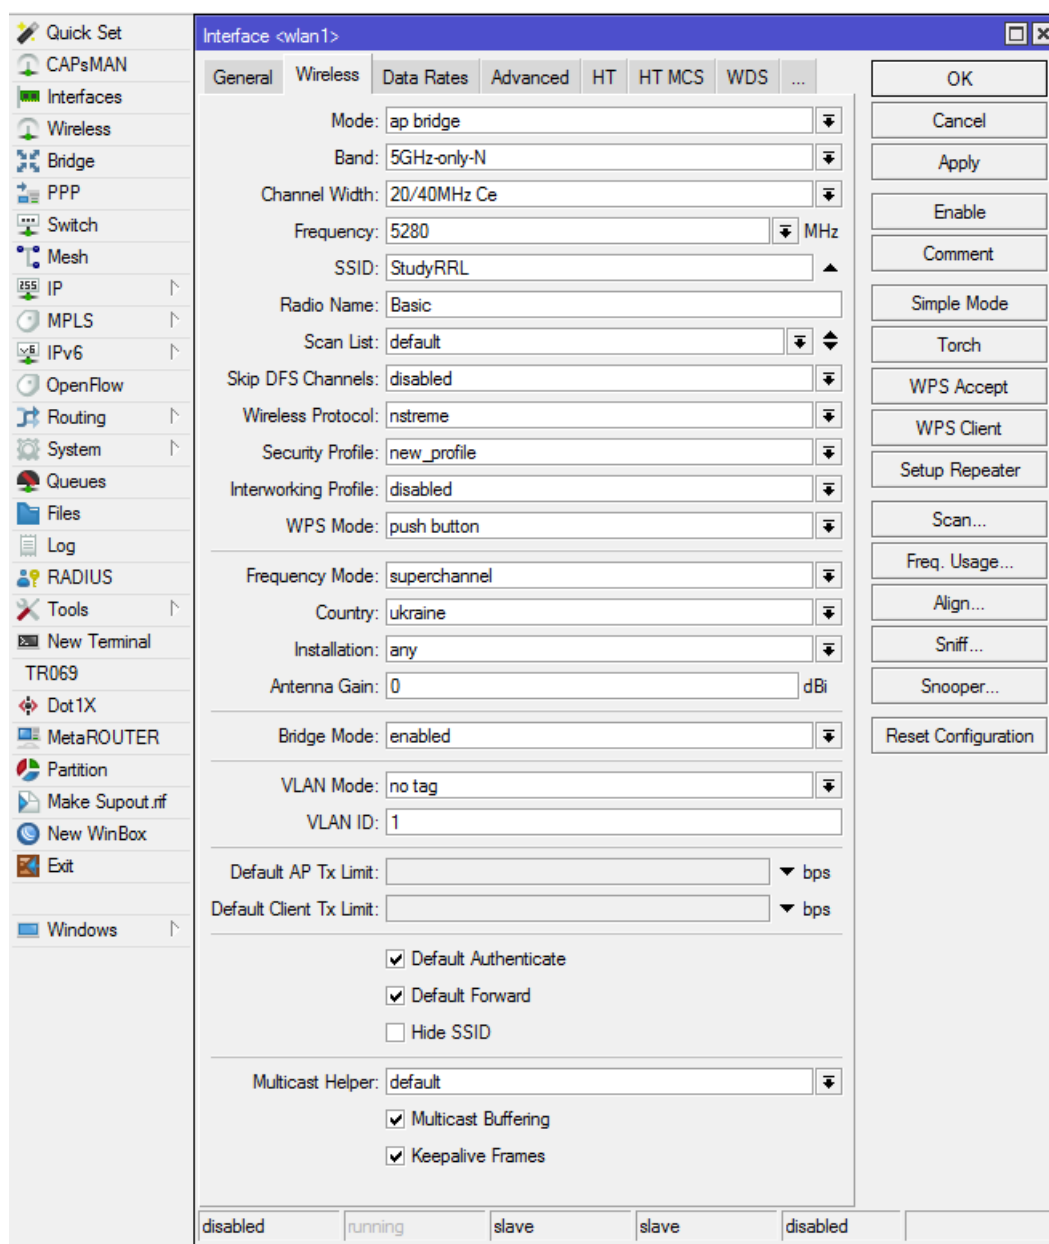 Quick Set
CAPsMAN
Interfaces
Wireless
Bridge
PPP
Switch
Mesh
IP
MPLS
IPv6
OpenFlow
Routing
System
Queues
Files
Log
RADIUS
Tools
New Terminal
TR069
Dot1X
MetaROUTER
Partition
Make Supout.rif
New WinBox
Exit
Windows
Interface <wlan1>
General Wireless Data Rates Advanced HT HT MCS WDS ...
Mode: ap bridge
Band: 5GHz-only-N
Channel Width: 20/40MHz Ce
Frequency: 5280 MHz
SSID: StudyRRL
Radio Name: Basic
Scan List: default
Skip DFS Channels: disabled
Wireless Protocol: nstreme
Security Profile: new_profile
Interworking Profile: disabled
WPS Mode: push button
Frequency Mode: superchannel
Country: ukraine
Installation: any
Antenna Gain: 0 dBi
Bridge Mode: enabled
VLAN Mode: no tag
VLAN ID: 1
Default AP Tx Limit: bps
Default Client Tx Limit: bps
Default Authenticate
Default Forward
Hide SSID
Multicast Helper: default
Multicast Buffering
Keepalive Frames
OK
Cancel
Apply
Enable
Comment
Simple Mode
Torch
WPS Accept
WPS Client
Setup Repeater
Scan...
Freq. Usage...
Align...
Sniff...
Snooper...
Reset Configuration
disabled running slave slave disabled